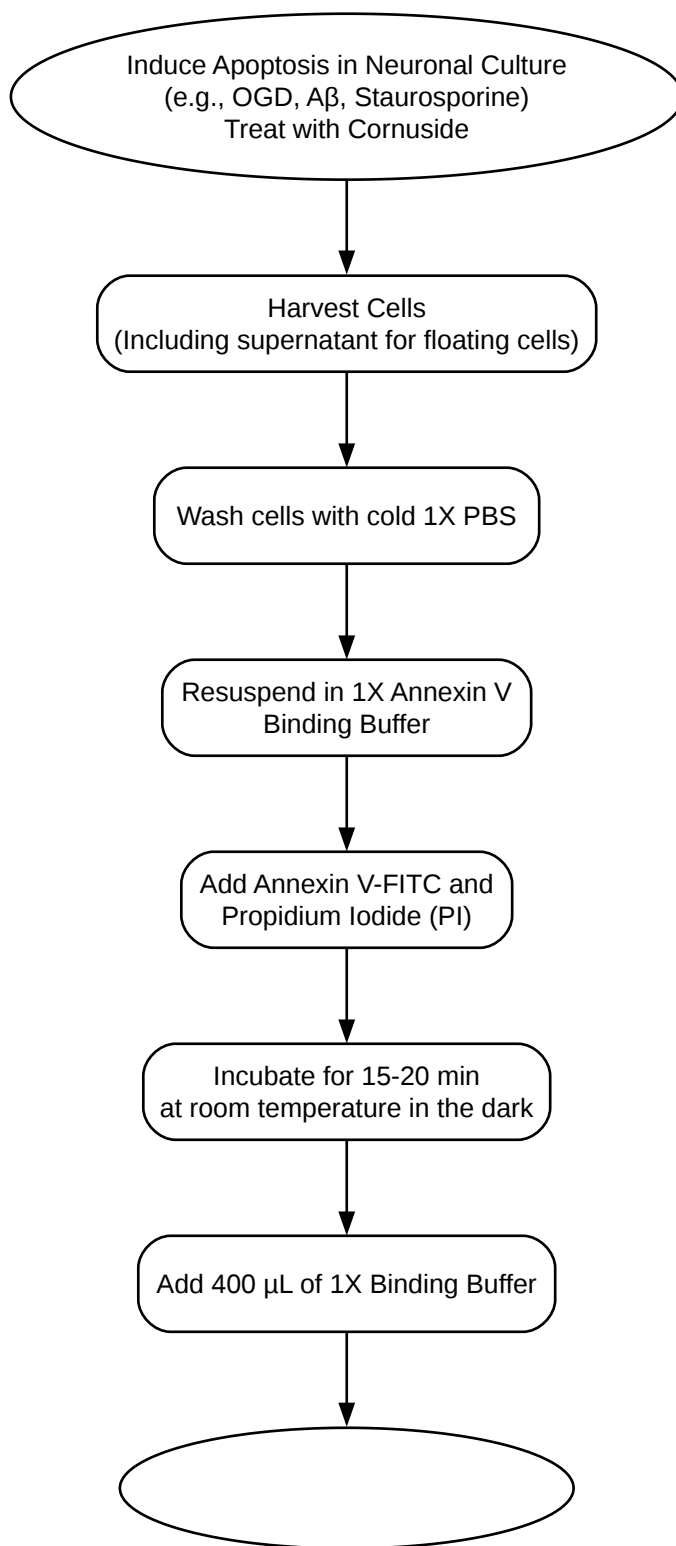 Induce Apoptosis in Neuronal Culture
(e.g., OGD, Aβ, Staurosporine)
Treat with Cornuside
Harvest Cells
(Including supernatant for floating cells)
Wash cells with cold 1X PBS
Resuspend in 1X Annexin V
Binding Buffer
Add Annexin V-FITC and
Propidium Iodide (PI)
Incubate for 15-20 min
at room temperature in the dark
Add 400 µL of 1X Binding Buffer